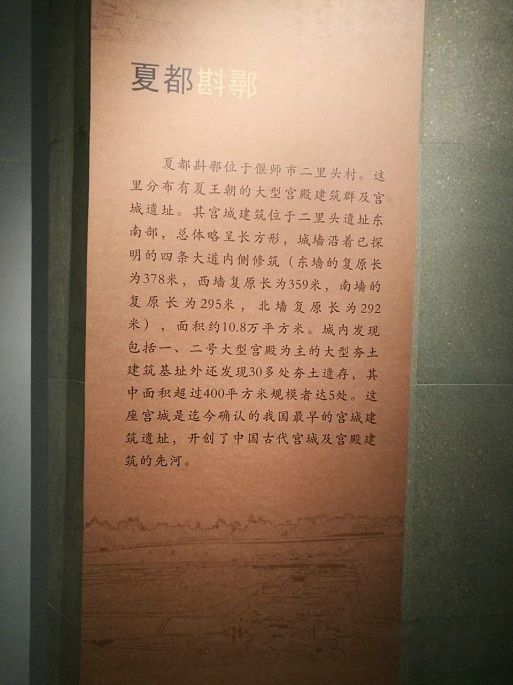 夏都斟鄩
夏都斟鄩位于偃师市二里头村。这
里分布有夏王朝的大型宫殿建筑群及宫
城遗址。其宫城建筑位于二里头遗址东
南部，总体略呈长方形，城墙沿着已探
明的四条大道内侧修筑（东墙的复原长
为378米，西墙复原长为359米，南墙的
复原长为295米，北墙复原长为292
米），面积约10.8万平方米。城内发现
包括一、二号大型宫殿为主的大型夯土
建筑基址外还发现30多处夯土遗存，其
中面积超过400平方米规模者达5处。这
座宫城是迄今确认的我国最早的宫城建
筑遗址，开创了中国古代宫城及宫殿建
筑的先河。